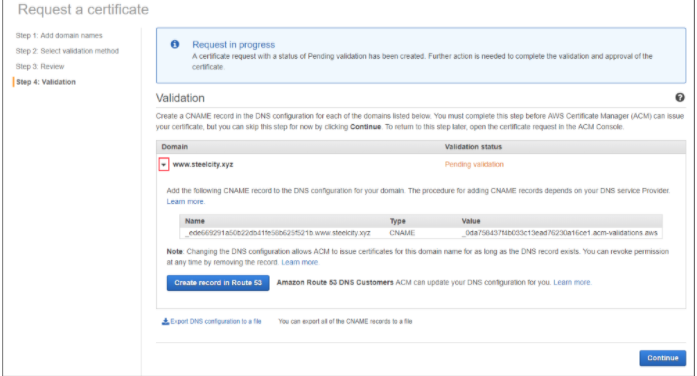 Request a certificate
Step 1: Add domain names
Step 2: Select validation method
Step 3: Review
Step 4: Validation
Request in progress
A certificate request with a status of Pending validation has been created. Further action is needed to complete the validation and approval of the
certificate.
Validation
Create a CNAME record in the DNS configuration for each of the domains listed below. You must complete this step before AWS Certificate Manager (ACM) can issue
your certificate, but you can skip this step for now by clicking Continue. To return to this step later, open the certificate request in the ACM Console.
Domain Validation status
www.steelcity.xyz Pending validation
Add the following CNAME record to the DNS configuration for your domain. The procedure for adding CNAME records depends on your DNS service Provider.
Learn more.
Name Type Value
CNAME
Note: Changing the DNS configuration allows ACM to issue certificates for this domain name for as long as the DNS record exists. You can revoke permission
at any time by removing the record. Learn more.
Create record in Route 53 Amazon Route 53 DNS Customers ACM can update your DNS configuration for you. Learn more.
Export DNS configuration to a file You can export all of the CNAME records to a file
Continue